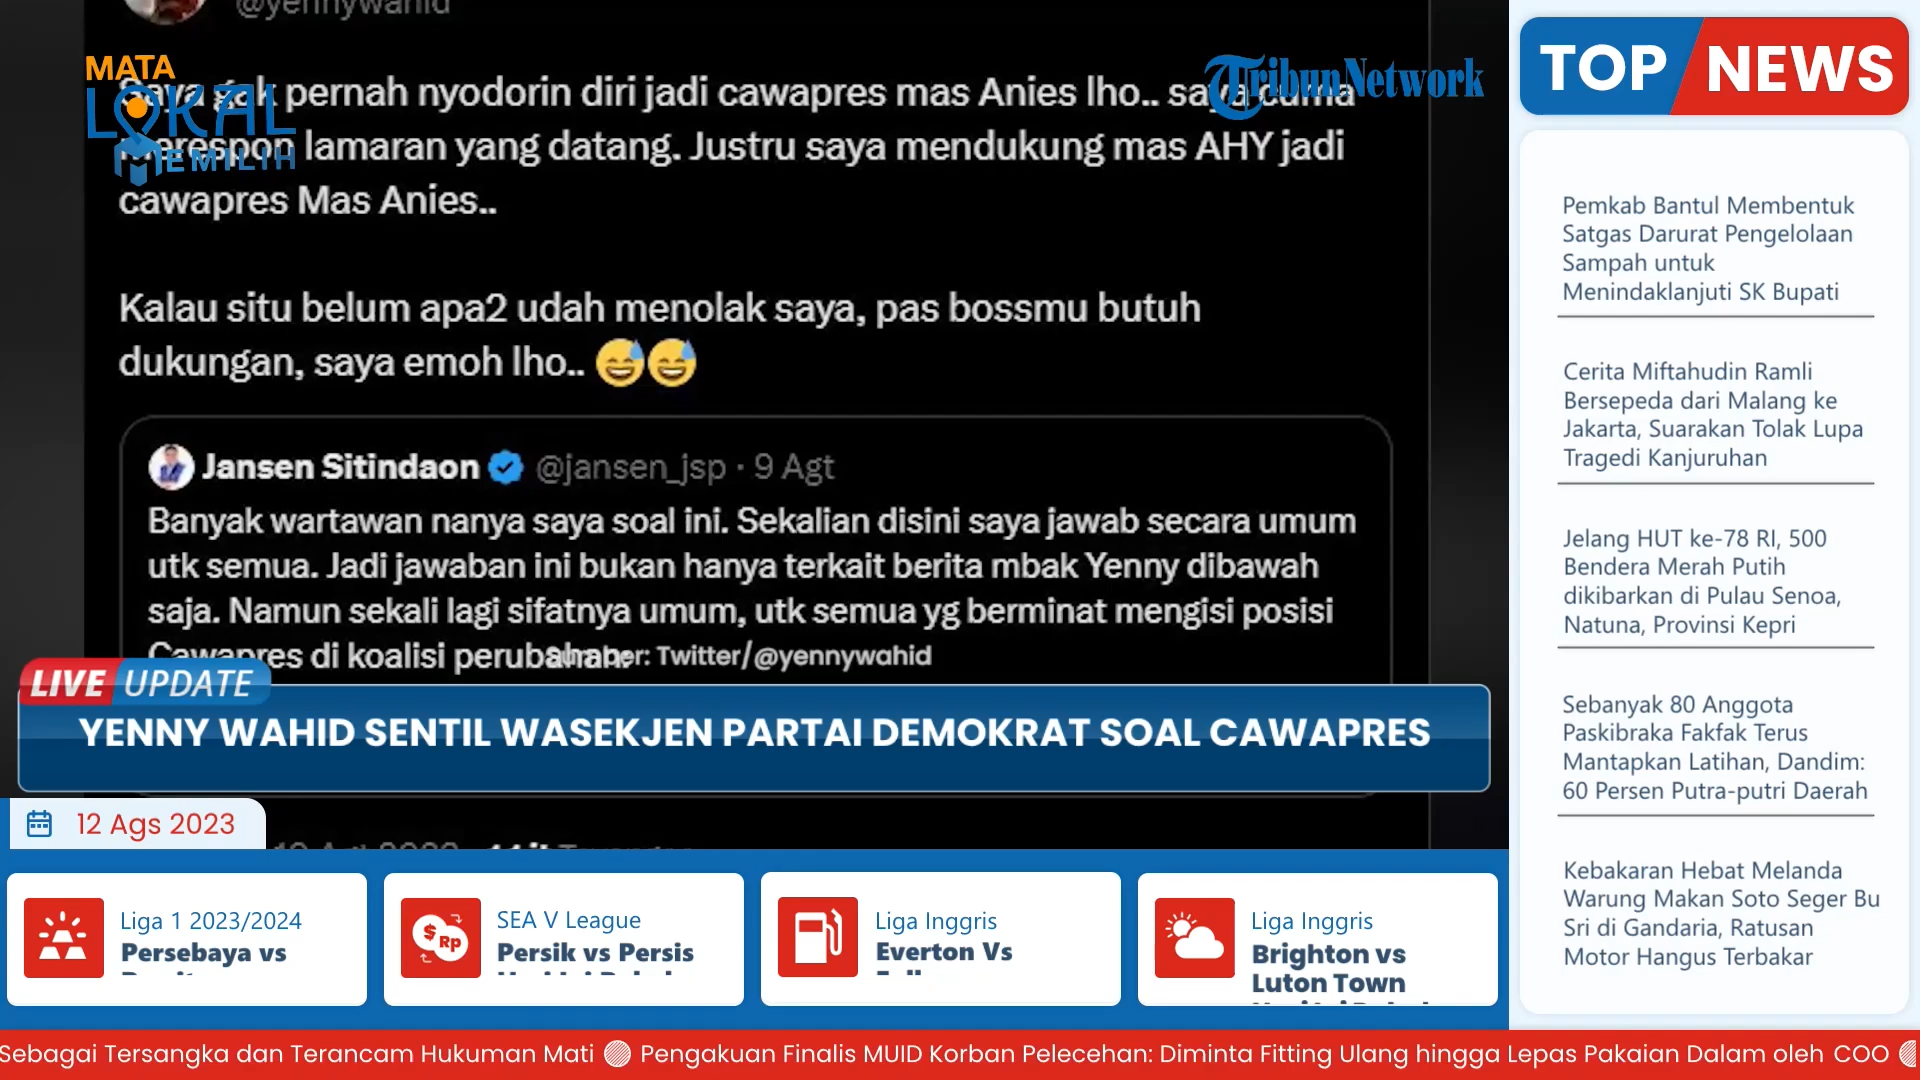 @yennywahid
MATA
LOKAL
MEMILIH
TribunNetwork
Saya gak pernah nyodorin diri jadi cawapres mas Anies lho.. saya cuma
merespon lamaran yang datang. Justru saya mendukung mas AHY jadi
cawapres Mas Anies..
Kalau situ belum apa2 udah menolak saya, pas bossmu butuh
dukungan, saya emoh lho.. 😅😅
Jansen Sitindaon @jansen_jsp · 9 Agt
Banyak wartawan nanya saya soal ini. Sekalian disini saya jawab secara umum
utk semua. Jadi jawaban ini bukan hanya terkait berita mbak Yenny dibawah
saja. Namun sekali lagi sifatnya umum, utk semua yg berminat mengisi posisi
Cawapres di koalisi perubahan.
Sumber: Twitter/@yennywahid
LIVE UPDATE
YENNY WAHID SENTIL WASEKJEN PARTAI DEMOKRAT SOAL CAWAPRES
12 Ags 2023
Liga 1 2023/2024
Persebaya vs
SEA V League
Persik vs Persis
Liga Inggris
Everton Vs
Liga Inggris
Brighton vs
Luton Town
TOP NEWS
Pemkab Bantul Membentuk
Satgas Darurat Pengelolaan
Sampah untuk
Menindaklanjuti SK Bupati
Cerita Miftahudin Ramli
Bersepeda dari Malang ke
Jakarta, Suarakan Tolak Lupa
Tragedi Kanjuruhan
Jelang HUT ke-78 RI, 500
Bendera Merah Putih
dikibarkan di Pulau Senoa,
Natuna, Provinsi Kepri
Sebanyak 80 Anggota
Paskibraka Fakfak Terus
Mantapkan Latihan, Dandim:
60 Persen Putra-putri Daerah
Kebakaran Hebat Melanda
Warung Makan Soto Seger Bu
Sri di Gandaria, Ratusan
Motor Hangus Terbakar
Sebagai Tersangka dan Terancam Hukuman Mati Pengakuan Finalis MUID Korban Pelecehan: Diminta Fitting Ulang hingga Lepas Pakaian Dalam oleh COO